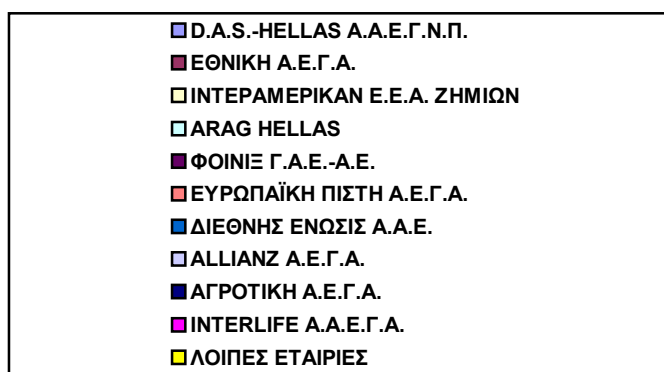 D.A.S.-HELLAS Α.Α.Ε.Γ.Ν.Π.
ΕΘΝΙΚΗ Α.Ε.Γ.Α.
ΙΝΤΕΡΑΜΕΡΙΚΑΝ Ε.Ε.Α. ΖΗΜΙΩΝ
ARAG HELLAS
ΦΟΙΝΙΞ Γ.Α.Ε.-Α.Ε.
ΕΥΡΩΠΑΪΚΗ ΠΙΣΤΗ Α.Ε.Γ.Α.
ΔΙΕΘΝΗΣ ΕΝΩΣΙΣ Α.Α.Ε.
ALLIANZ Α.Ε.Γ.Α.
ΑΓΡΟΤΙΚΗ Α.Ε.Γ.Α.
INTERLIFE Α.Α.Ε.Γ.Α.
ΛΟΙΠΕΣ ΕΤΑΙΡΙΕΣ